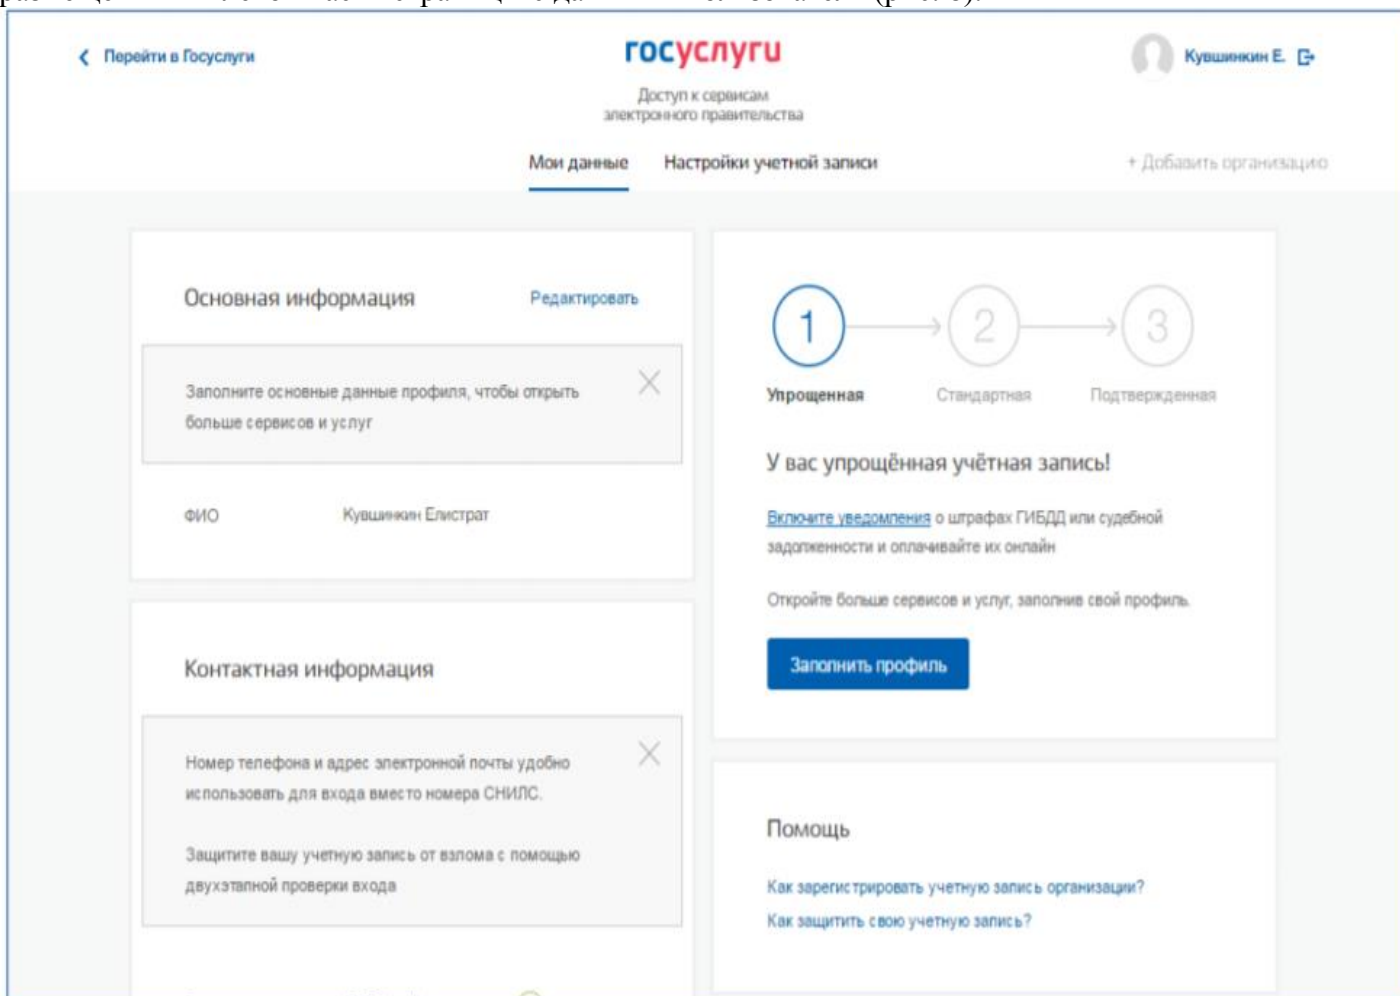 ‹ Перейти в Госуслуги
госуслуги
Доступ к сервисам
электронного правительства
Кувшинкин Е.
Мои данные
Настройки учетной записи
+ Добавить организацию
Основная информация
Редактировать
Заполните основные данные профиля, чтобы открыть
больше сервисов и услуг
ФИО
Кувшинкин Елистрат
Контактная информация
Номер телефона и адрес электронной почты удобно
использовать для входа вместо номера СНИЛС.
Защитите вашу учетную запись от взлома с помощью
двухэтапной проверки входа
1
2
3
Упрощенная
Стандартная
Подтвержденная
У вас упрощённая учётная запись!
Включите уведомления о штрафах ГИБДД или судебной
задолженности и оплачивайте их онлайн
Откройте больше сервисов и услуг, заполнив свой профиль.
Заполнить профиль
Помощь
Как зарегистрировать учетную запись организации?
Как защитить свою учетную запись?